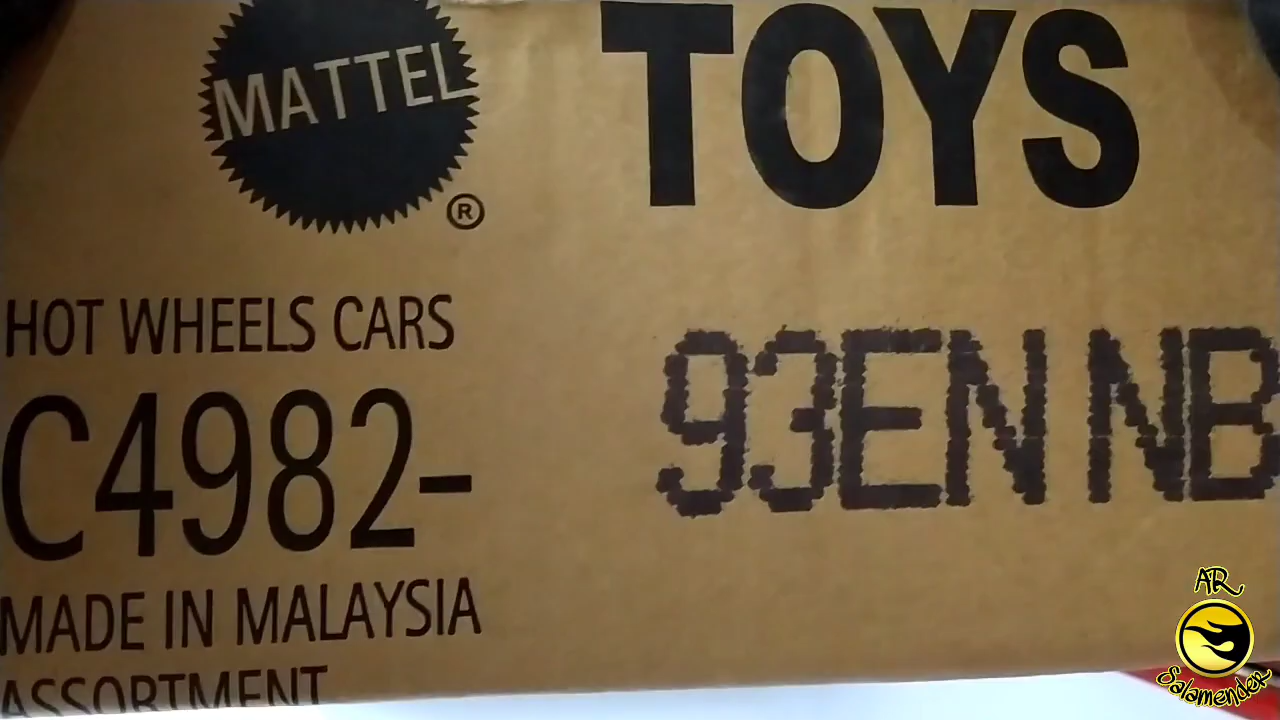 MATTEL
®
TOYS
HOT WHEELS CARS
C4982-
93EN NB
MADE IN MALAYSIA
ASSORTMENT
AR
Salamender